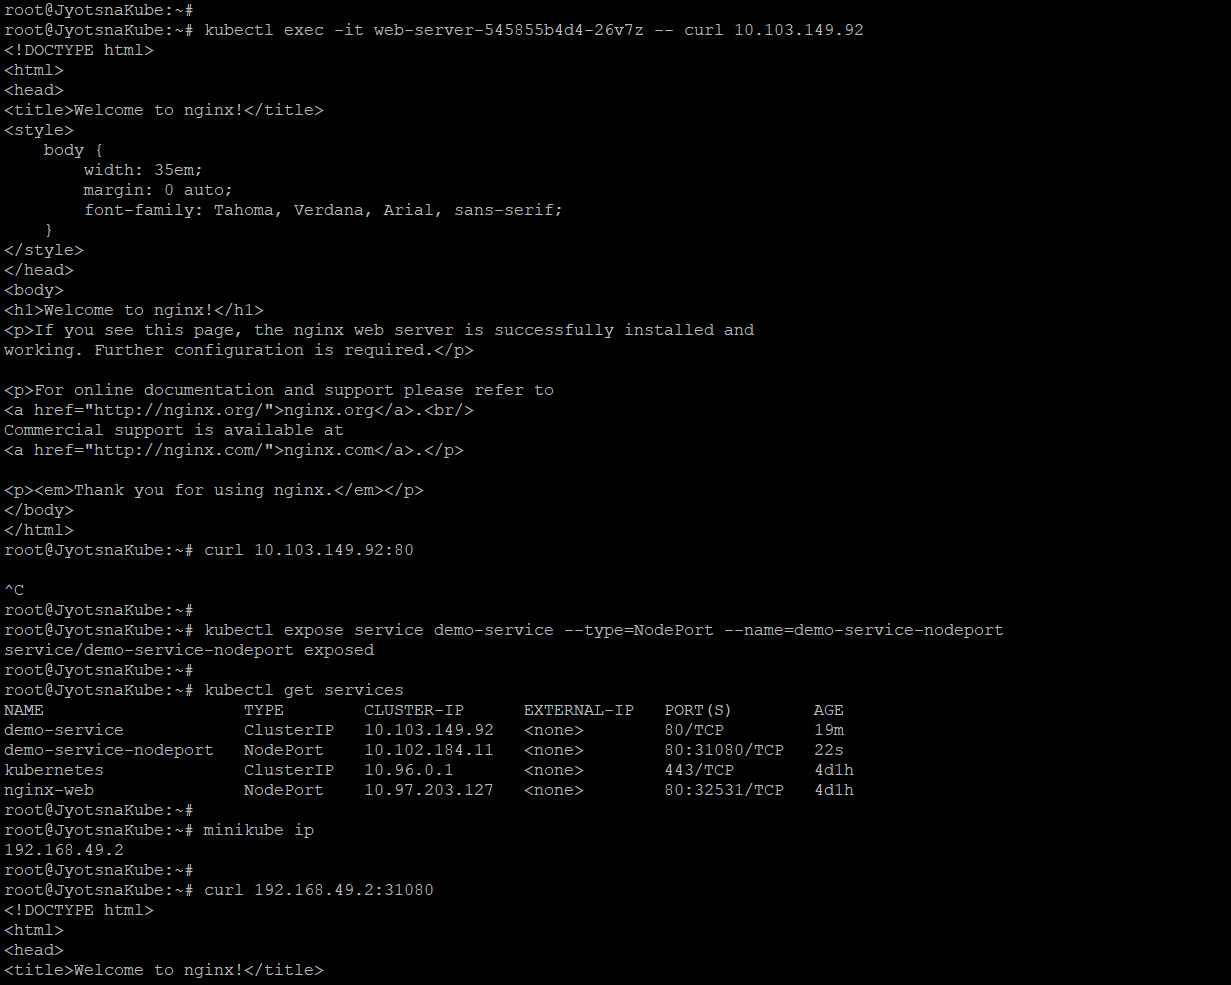 root@JyotsnaKube:~#
root@JyotsnaKube:~# kubectl exec -it web-server-545855b4d4-26v7z -- curl 10.103.149.92
<!DOCTYPE html>
<html>
<head>
<title>Welcome to nginx!</title>
<style>
    body {
        width: 35em;
        margin: 0 auto;
        font-family: Tahoma, Verdana, Arial, sans-serif;
    }
</style>
</head>
<body>
<h1>Welcome to nginx!</h1>
<p>If you see this page, the nginx web server is successfully installed and
working. Further configuration is required.</p>

<p>For online documentation and support please refer to
<a href="http://nginx.org/">nginx.org</a>.<br/>
Commercial support is available at
<a href="http://nginx.com/">nginx.com</a>.</p>

<p><em>Thank you for using nginx.</em></p>
</body>
</html>
root@JyotsnaKube:~# curl 10.103.149.92:80

^C
root@JyotsnaKube:~#
root@JyotsnaKube:~# kubectl expose service demo-service --type=NodePort --name=demo-service-nodeport
service/demo-service-nodeport exposed
root@JyotsnaKube:~#
root@JyotsnaKube:~# kubectl get services
NAME                    TYPE        CLUSTER-IP      EXTERNAL-IP   PORT(S)        AGE
demo-service            ClusterIP   10.103.149.92   <none>        80/TCP         19m
demo-service-nodeport   NodePort    10.102.184.11   <none>        80:31080/TCP   22s
kubernetes              ClusterIP   10.96.0.1       <none>        443/TCP        4d1h
nginx-web               NodePort    10.97.203.127   <none>        80:32531/TCP   4d1h
root@JyotsnaKube:~#
root@JyotsnaKube:~# minikube ip
192.168.49.2
root@JyotsnaKube:~#
root@JyotsnaKube:~# curl 192.168.49.2:31080
<!DOCTYPE html>
<html>
<head>
<title>Welcome to nginx!</title>